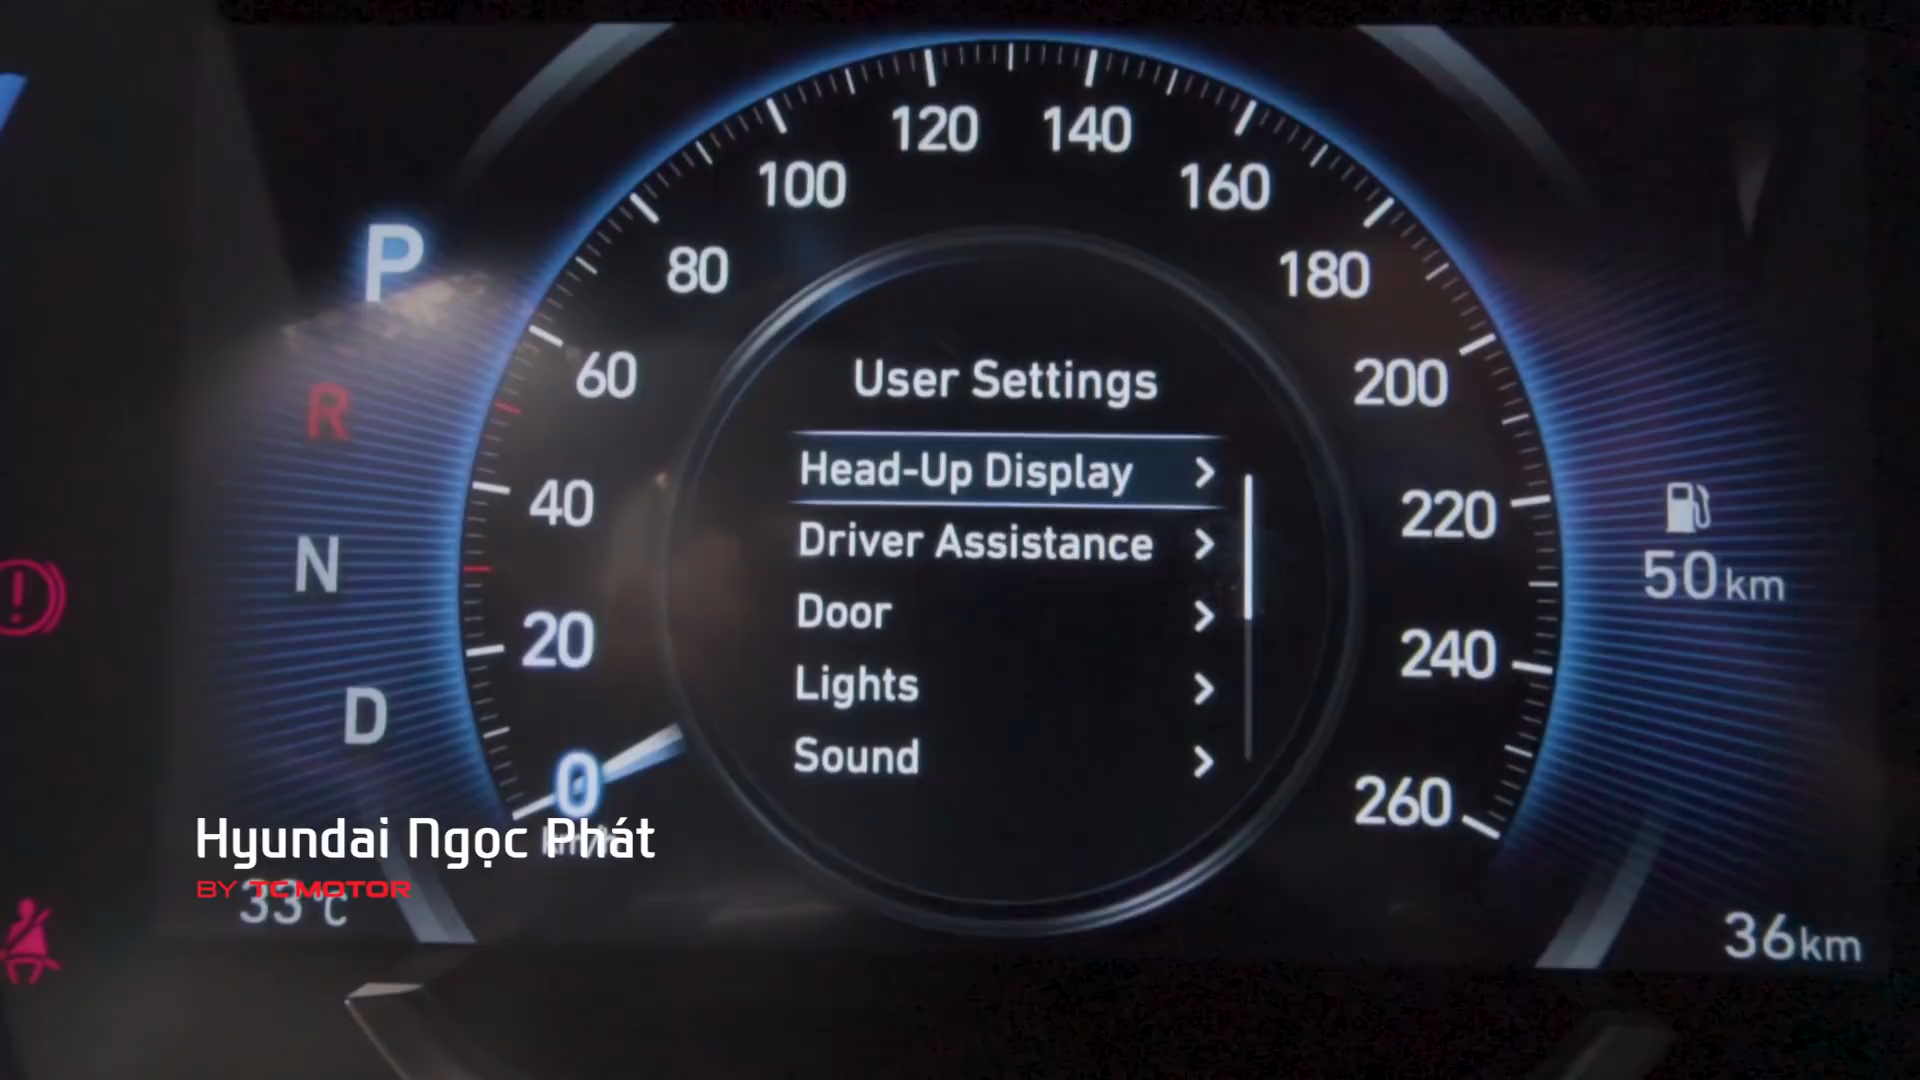 120 140
100 160
80 180
60 200
40 220
20 240
0 260
P
R
N
D
User Settings
Head-Up Display
Driver Assistance
Door
Lights
Sound
50km
Hyundai Ngọc Phát
BY TC MOTOR
33°C
36km